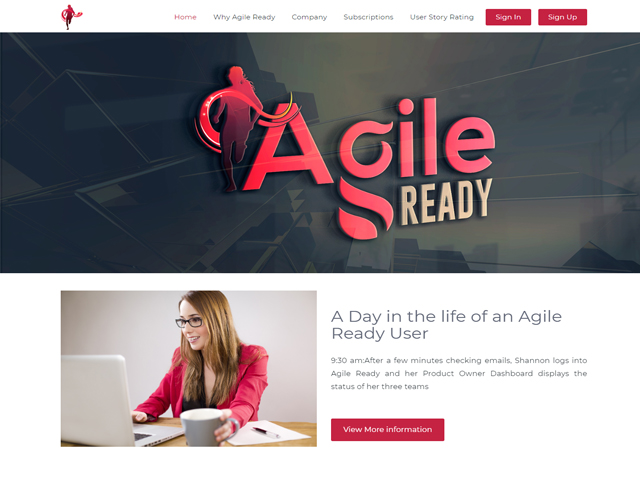 Home Why Agile Ready Company Subscriptions User Story Rating Sign In Sign Up
Agile
READY
A Day in the life of an Agile
Ready User
9:30 am:After a few minutes checking emails, Shannon logs into
Agile Ready and her Product Owner Dashboard displays the
status of her three teams
View More information